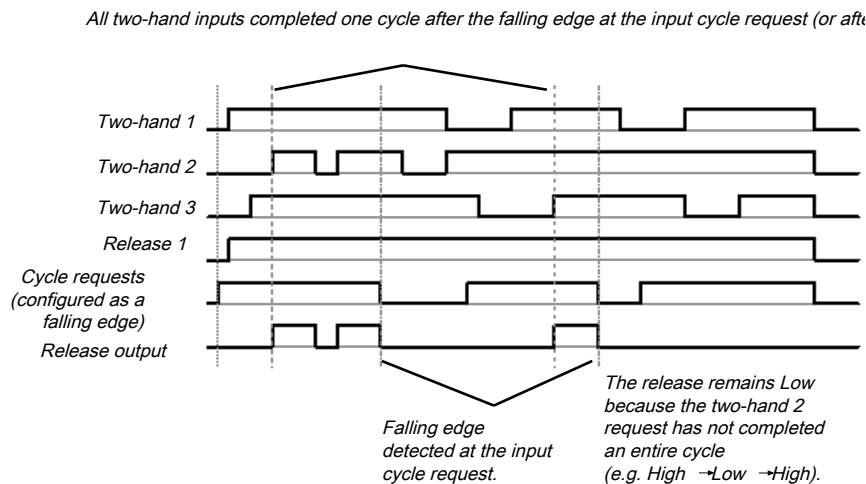 All two-hand inputs completed one cycle after the falling edge at the input cycle request (or afte
Two-hand 1
Two-hand 2
Two-hand 3
Release 1
Cycle requests
(configured as a
falling edge)
Release output
Falling edge
detected at the input
cycle request.
The release remains Low
because the two-hand 2
request has not completed
an entire cycle
(e.g. High →Low →High).